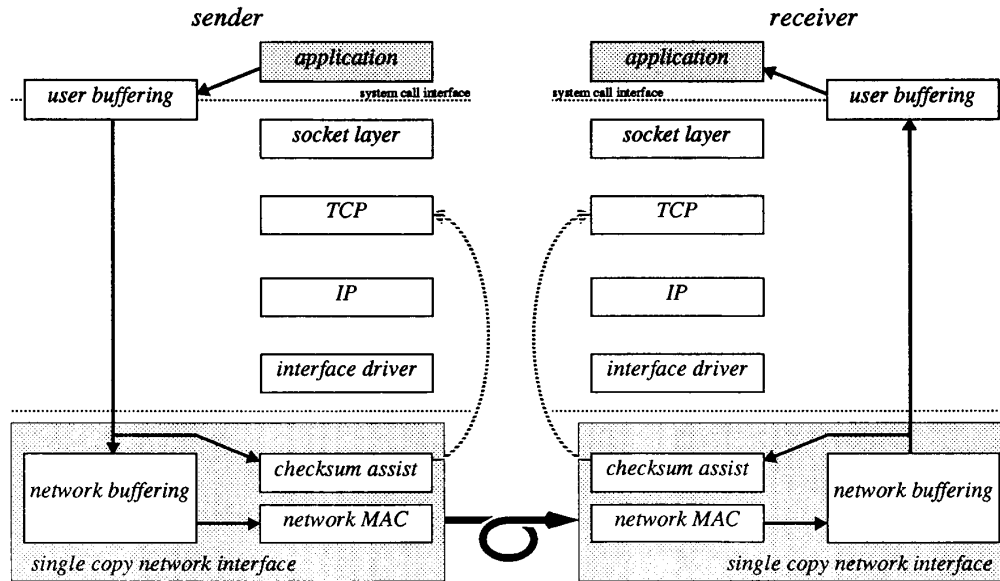 sender
receiver
application
application
user buffering
system call interface
system call interface
user buffering
socket layer
socket layer
TCP
TCP
IP
IP
interface driver
interface driver
network buffering
checksum assist
checksum assist
network buffering
network MAC
network MAC
single copy network interface
single copy network interface